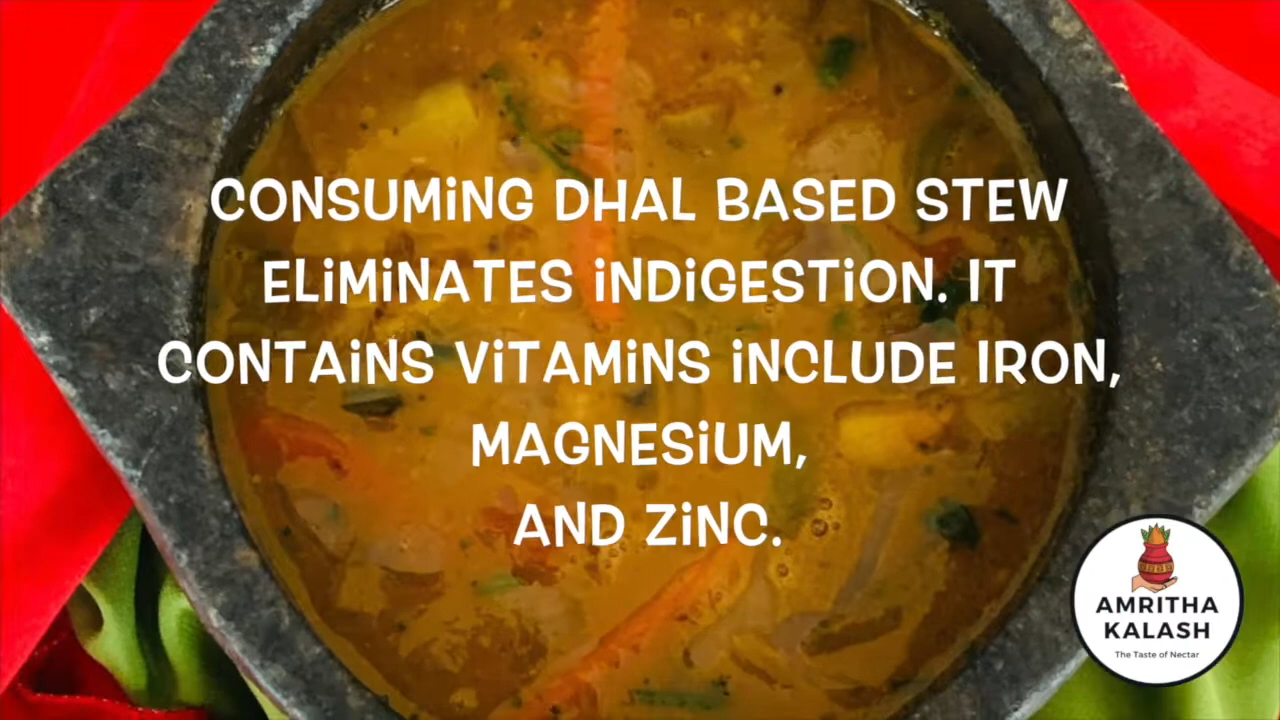 CONSUMiNG DHAL BASED STEW
ELiMiNATES iNDiGESTiON. IT
CONTAiNS ViTAMiNS iNCLUDE IRON,
MAGNESiUM,
AND ZiNC.
AMRITHA
KALASH
The Taste of Nectar